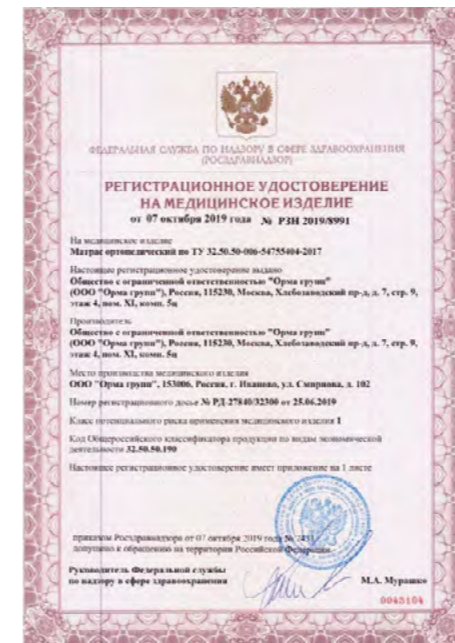 ФЕДЕРАЛЬНАЯ СЛУЖБА ПО НАДЗОРУ В СФЕРЕ ЗДРАВООХРАНЕНИЯ
(РОСЗДРАВНАДЗОР)
РЕГИСТРАЦИОННОЕ УДОСТОВЕРЕНИЕ
НА МЕДИЦИНСКОЕ ИЗДЕЛИЕ
от 07 октября 2019 года № РЗН 2019/8991
На медицинское изделие
Матрас ортопедический по ТУ 32.50.50-006-54755404-2017
Настоящее регистрационное удостоверение выдано
Общество с ограниченной ответственностью "Орма групп"
(ООО "Орма групп"), Россия, 115230, Москва, Хлебозаводский пр-д, д. 7, стр. 9,
этаж 4, пом. XI, комн. 5ц
Производитель
Общество с ограниченной ответственностью "Орма групп"
(ООО "Орма групп"), Россия, 115230, Москва, Хлебозаводский пр-д, д. 7, стр. 9,
этаж 4, пом. XI, комн. 5ц
Место производства медицинского изделия
ООО "Орма групп", 153006, Россия, г. Иваново, ул. Смирнова, д. 102
Номер регистрационного досье № РД-27840/32300 от 25.06.2019
Класс потенциального риска применения медицинского изделия 1
Код Общероссийского классификатора продукции по видам экономической
деятельности 32.50.50.190
Настоящее регистрационное удостоверение имеет приложение на 1 листе
приказом Росздравнадзора от 07 октября 2019 года №
допущено к обращению на территории Российской Федерации.
Руководитель Федеральной службы
по надзору в сфере здравоохранения
М.А. Мурашко
0045104